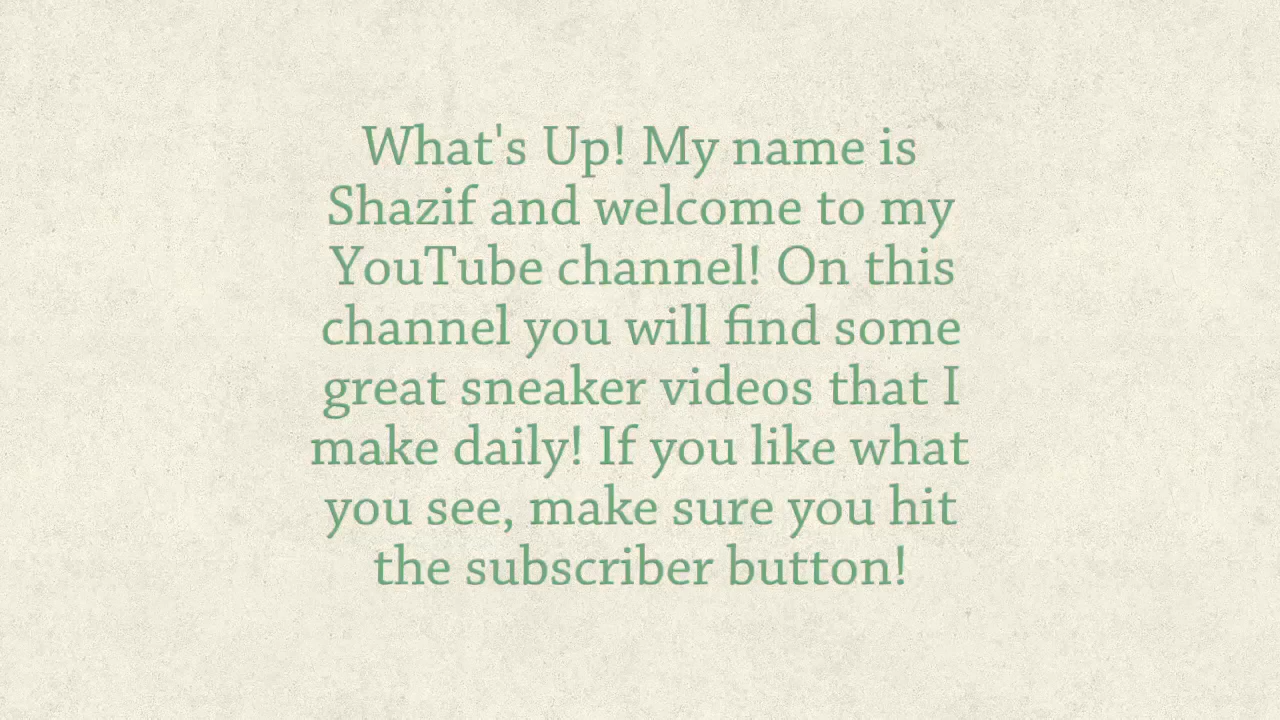 What's Up! My name is
Shazif and welcome to my
YouTube channel! On this
channel you will find some
great sneaker videos that I
make daily! If you like what
you see, make sure you hit
the subscriber button!